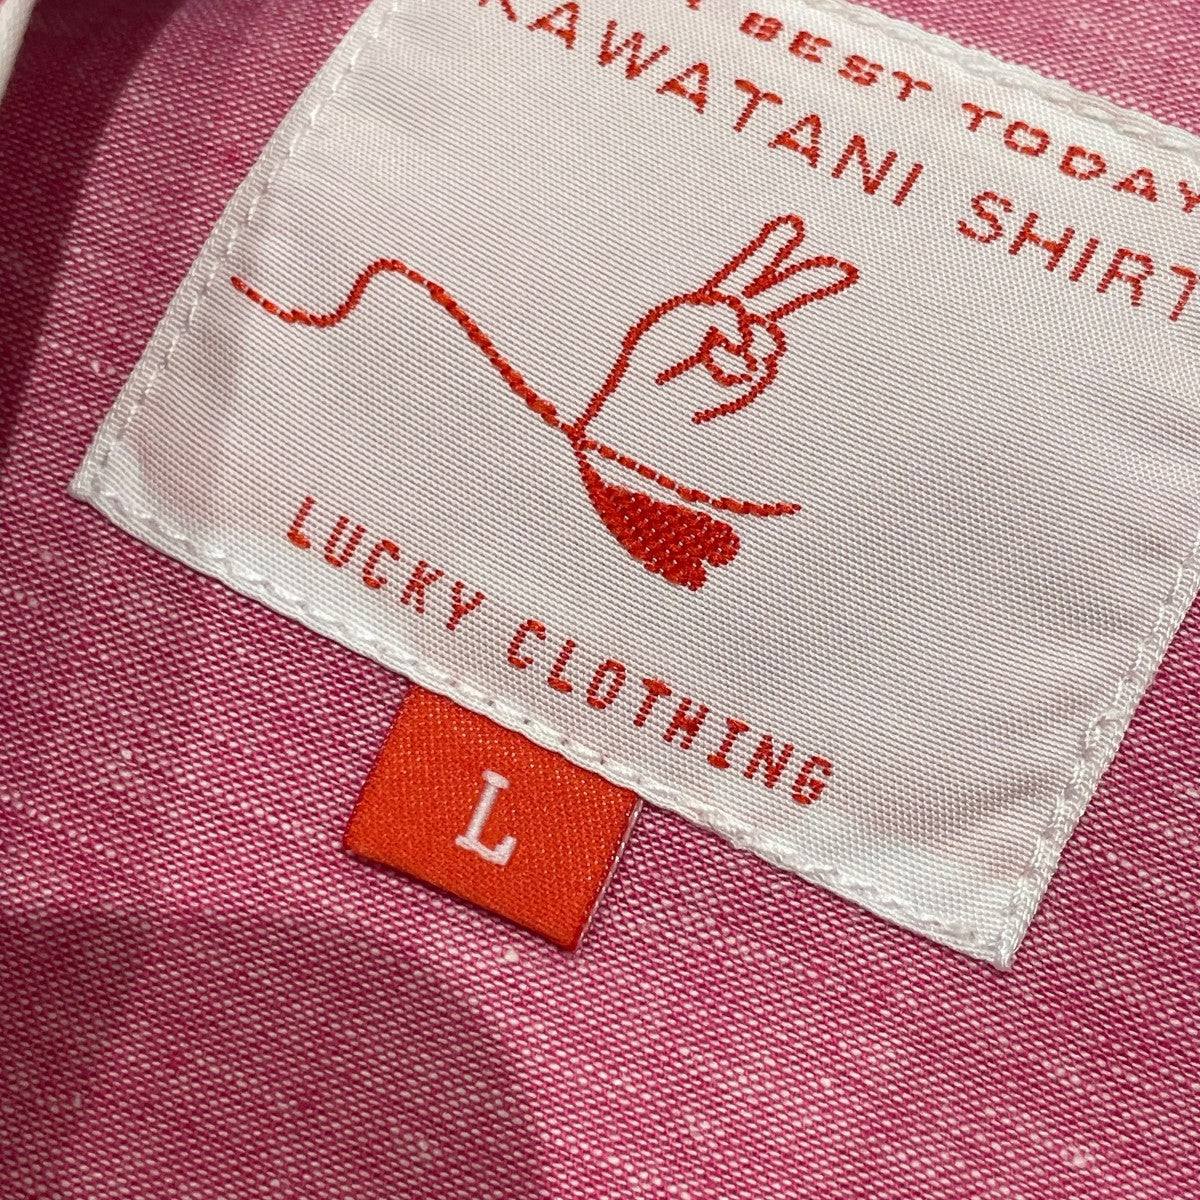 BEST TODAY
KAWATANI SHIRT
LUCKY CLOTHING
L